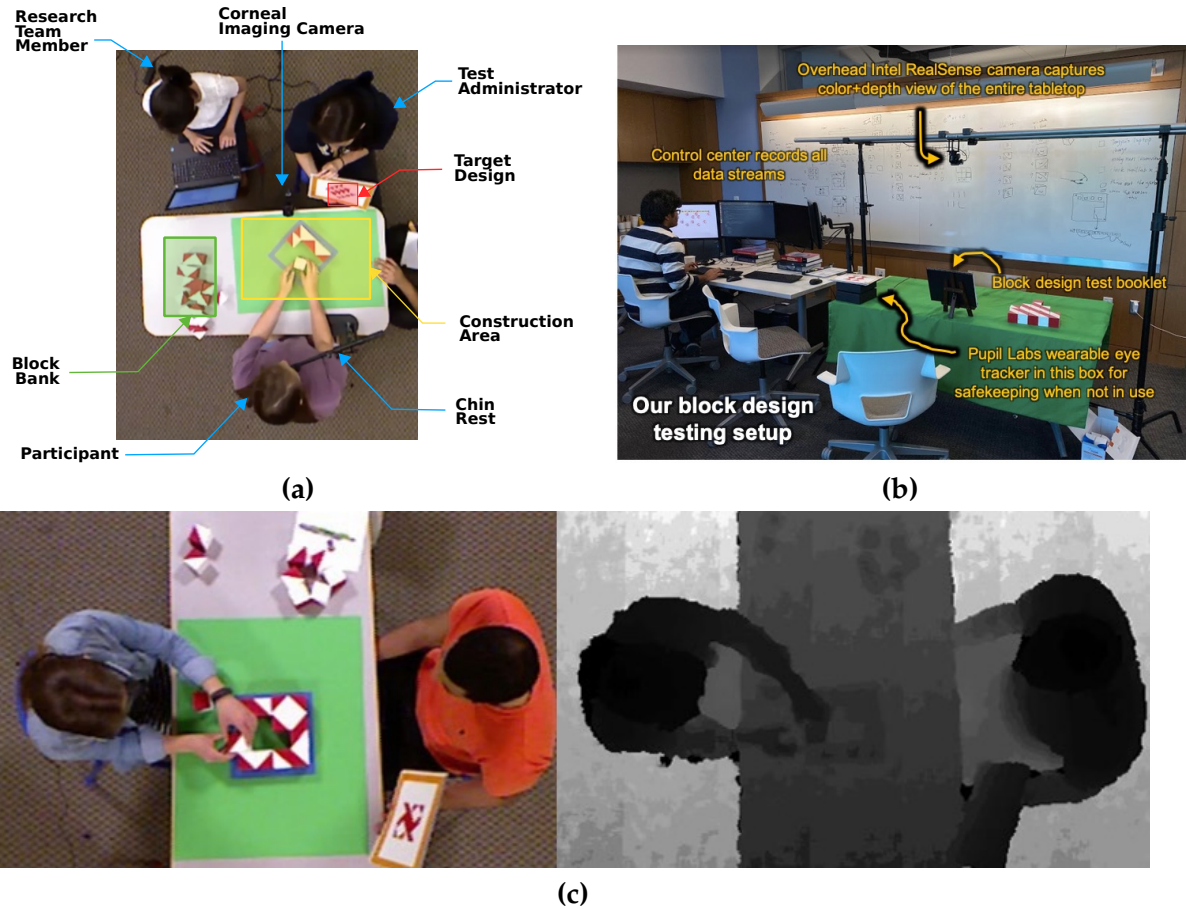 Research
Team
Member
Corneal
Imaging Camera
Test
Administrator
Target
Design
Construction
Area
Block
Bank
Chin
Rest
Participant
(a)
Overhead Intel RealSense camera captures
color+depth view of the entire tabletop
Control center records all
data streams
Block design test booklet
Pupil Labs wearable eye
tracker in this box for
safekeeping when not in use
Our block design
testing setup
(b)
(c)